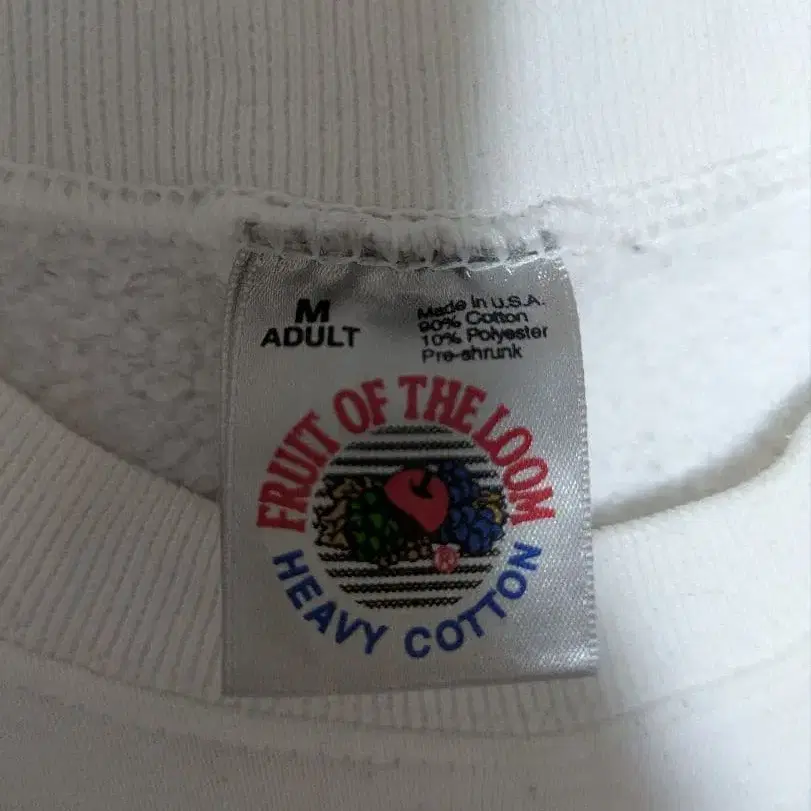 M
ADULT
Made in U.S.A.
90% Cotton
10% Polyester
Pre-shrunk
FRUIT OF THE LOOM
®
HEAVY COTTON